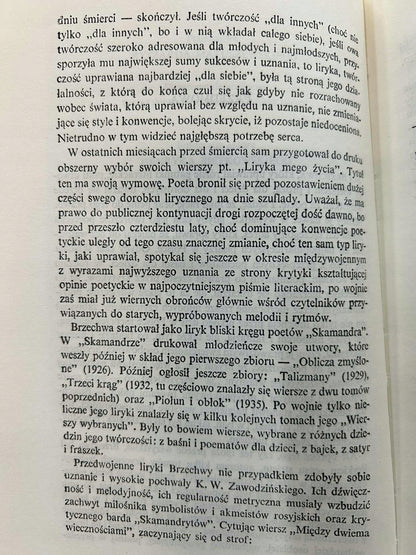 dniu śmierci — skończył. Jeśli twórczość „dla innych" (choć nie
tylko „dla innych", bo i w nią wkładał całego siebie), jeśli owa
twórczość szeroko adresowana dla młodych i najmłodszych, przy-
sporzyła mu największej sumy sukcesów i uznania, to liryka, twór-
czość uprawiana najbardziej „dla siebie", była tą stroną jego dzia-
łalności, z którą do końca czuł się jak gdyby nie rozrachowany
wobec świata, którą uprawiał bez względu na uznanie, nie zmienia-
jące się style i konwencje, bolejąc skrycie, iż pozostaje niedoceniona.
Nietrudno w tym widzieć najgłębszą potrzebę serca.
W ostatnich miesiącach przed śmiercią sam przygotował do druku
obszerny wybór swoich wierszy pt. „Liryka mego życia". Tytuł
ten ma swoją wymowę. Poeta bronił się przed pozostawieniem dużej
części swego dorobku lirycznego na dnie szuflady. Uważał, że ma
prawo do publicznej kontynuacji drogi rozpoczętej dość dawno, bo
przed przeszło czterdziestu laty, choć dominujące konwencje poe-
tyckie uległy od tego czasu znacznej zmianie, choć ten sam typ liry-
ki, jaki uprawiał, spotykał się jeszcze w okresie międzywojennym
z wyrazami najwyższego uznania ze strony krytyki kształtującej
opinie poetyckie w najpoczytniejszym piśmie literackim, po wojnie
zaś miał już wiernych obrońców głównie wśród czytelników przy-
wiązanych do starych, wypróbowanych melodii i rytmów.
Brzechwa startował jako liryk bliski kręgu poetów „Skamandra".
W „Skamandrze" drukował młodzieńcze swoje utwory, które
weszły później w skład jego pierwszego zbioru — „Oblicza zmyślo-
ne" (1926). Później ogłosił jeszcze zbiory: „Talizmany" (1929),
„Trzeci krąg" (1932, tu częściowo znalazły się wiersze z dwu tomów
poprzednich) oraz „Piołun i obłok" (1935). Po wojnie tylko nie-
liczne jego liryki znalazły się w kilku kolejnych tomach jego „Wier-
szy wybranych". Były to bowiem wiersze, wybrane z różnych dzie-
dzin jego twórczości: z baśni i poematów dla dzieci, z bajek, z satyr
i fraszek.
Przedwojenne liryki Brzechwy nie przypadkiem zdobyły sobie
uznanie i wysokie pochwały K. W. Zawodzińskiego. Ich dźwięcz-
ność i melodyjność, ich regularność metryczna musiały wzbudzić
zachwyt miłośnika symbolistów i akmeistów rosyjskich oraz kry-
tycznego barda „Skamandrytów". Cytując wiersz „Między dwiema
wiecznościami", zaczynający się od strof: